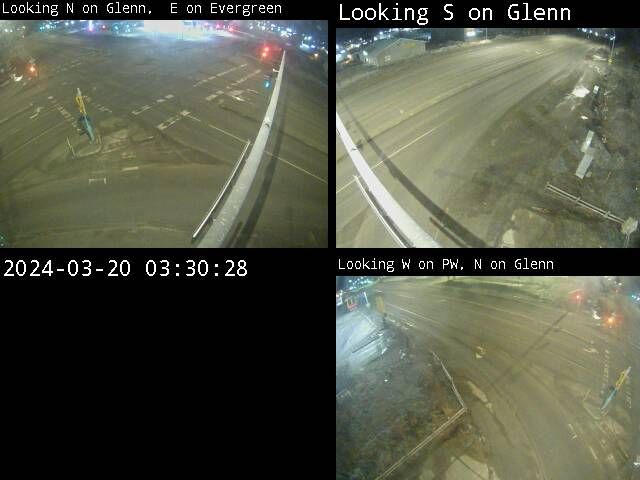 Looking N on Glenn, E on Evergreen
Looking S on Glenn
2024-03-20 03:30:28
Looking W on PW, N on Glenn